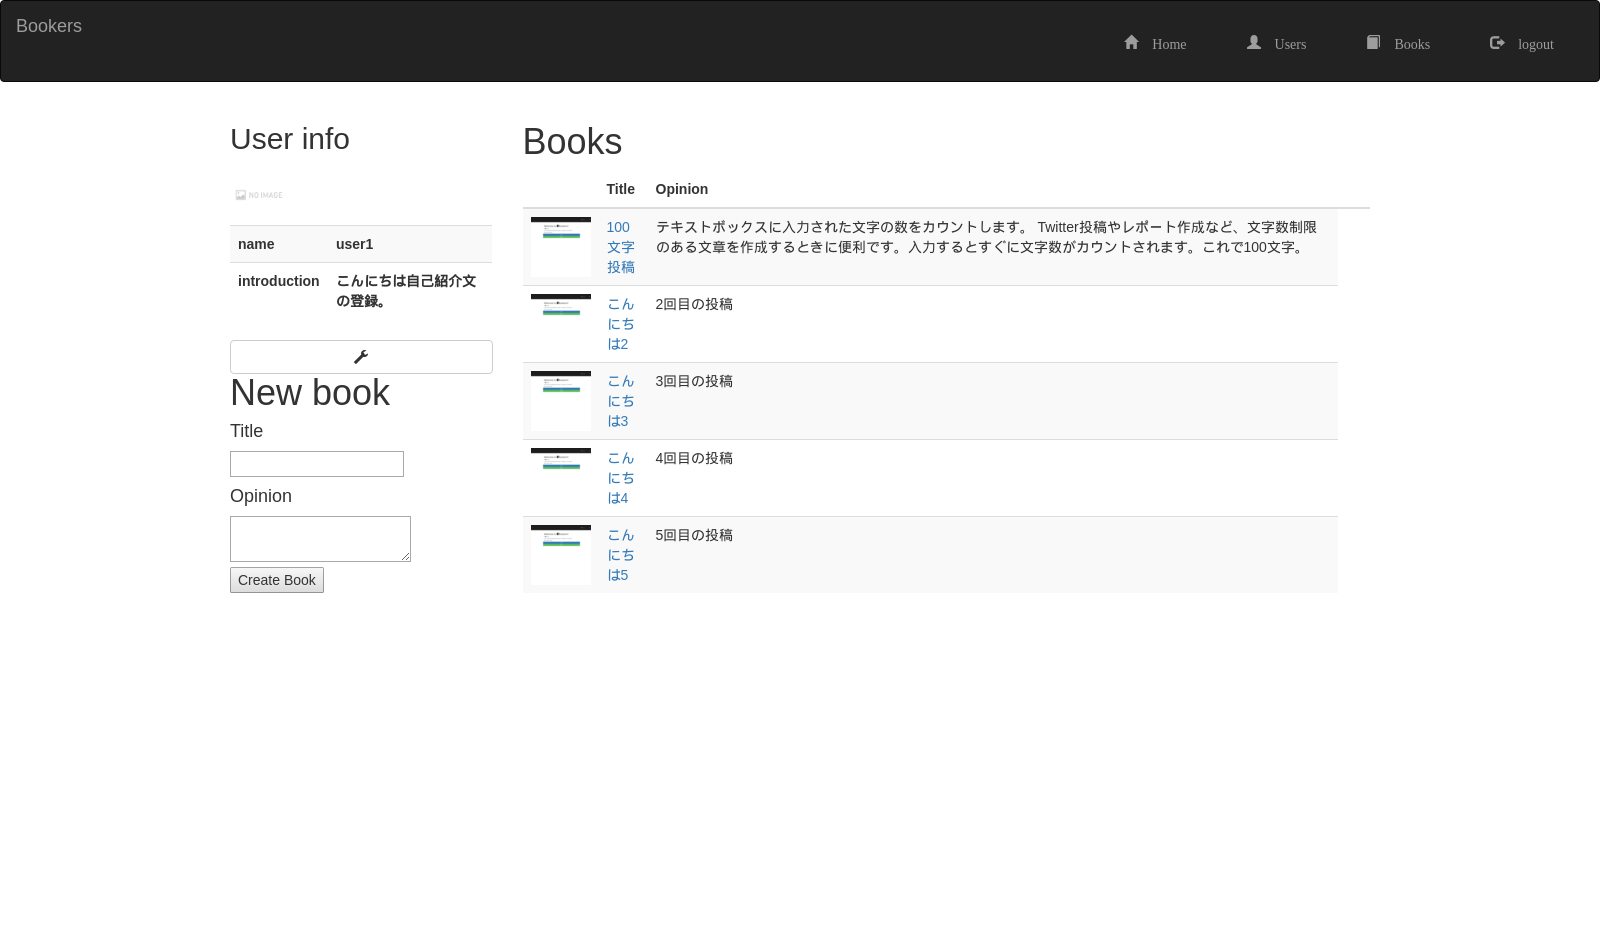 Bookers
Home
Users
Books
logout
User info
NO IMAGE
name user1
introduction こんにちは自己紹介文
の登録。
New book
Title
Opinion
Create Book
Books
Title Opinion
100
文字
投稿
テキストボックスに入力された文字の数をカウントします。 Twitter投稿やレポート作成など、文字数制限
のある文章を作成するときに便利です。入力するとすぐに文字数がカウントされます。これで100文字。
こん
にち
は2
2回目の投稿
こん
にち
は3
3回目の投稿
こん
にち
は4
4回目の投稿
こん
にち
は5
5回目の投稿